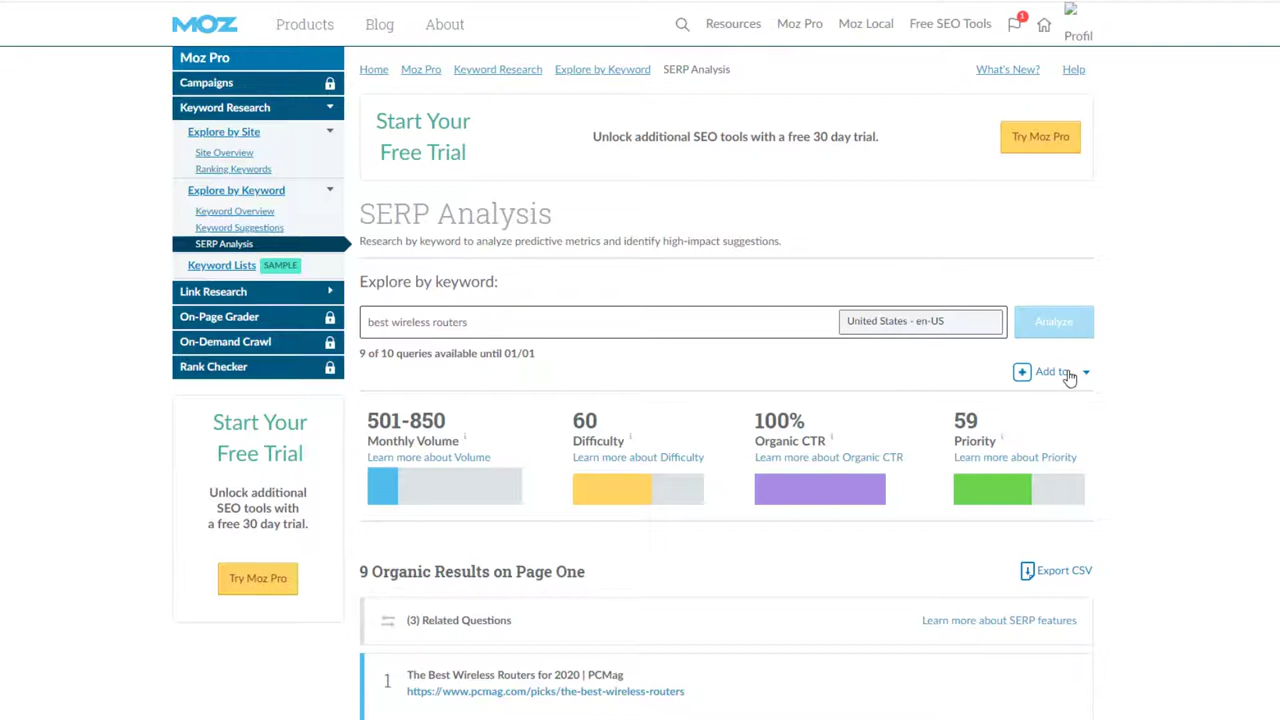 MOZ
Products
Blog
About
Resources
Moz Pro
Moz Local
Free SEO Tools
1
Profil
Moz Pro
Campaigns
Keyword Research
Explore by Site
Site Overview
Ranking Keywords
Explore by Keyword
Keyword Overview
Keyword Suggestions
SERP Analysis
Keyword Lists SAMPLE
Link Research
On-Page Grader
On-Demand Crawl
Rank Checker
Start Your
Free Trial
Unlock additional
SEO tools with
a free 30 day trial.
Try Moz Pro
Home Moz Pro Keyword Research Explore by Keyword SERP Analysis
What's New? Help
Start Your
Free Trial
Unlock additional SEO tools with a free 30 day trial.
Try Moz Pro
SERP Analysis
Research by keyword to analyze predictive metrics and identify high-impact suggestions.
Explore by keyword:
best wireless routers
United States - en-US
Analyze
9 of 10 queries available until 01/01
Add to
501-850
Monthly Volume
Learn more about Volume
60
Difficulty
Learn more about Difficulty
100%
Organic CTR
Learn more about Organic CTR
59
Priority
Learn more about Priority
9 Organic Results on Page One
Export CSV
(3) Related Questions
Learn more about SERP features
1
The Best Wireless Routers for 2020 | PCMag
https://www.pcmag.com/picks/the-best-wireless-routers